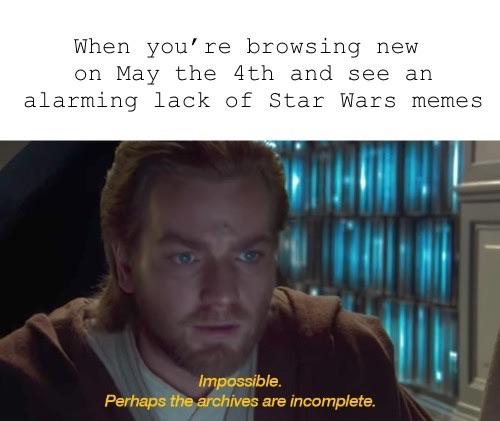 When you’re browsing new
on May the 4th and see an
alarming lack of Star Wars memes
Impossible.
Perhaps the archives are incomplete.